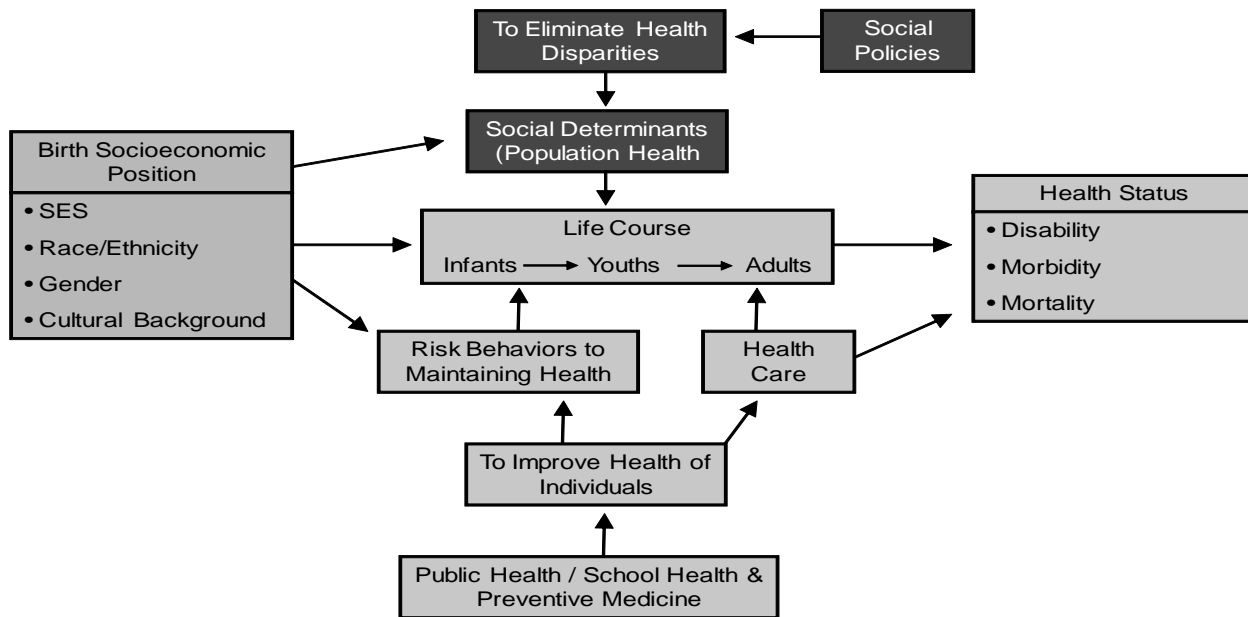 To Eliminate Health
Disparities
Social
Policies
Social Determinants
(Population Health
Birth Socioeconomic
Position
• SES
• Race/Ethnicity
• Gender
• Cultural Background
Life Course
Infants Youths Adults
Health Status
• Disability
• Morbidity
• Mortality
Risk Behaviors to
Maintaining Health
Health
Care
To Improve Health of
Individuals
Public Health / School Health &
Preventive Medicine